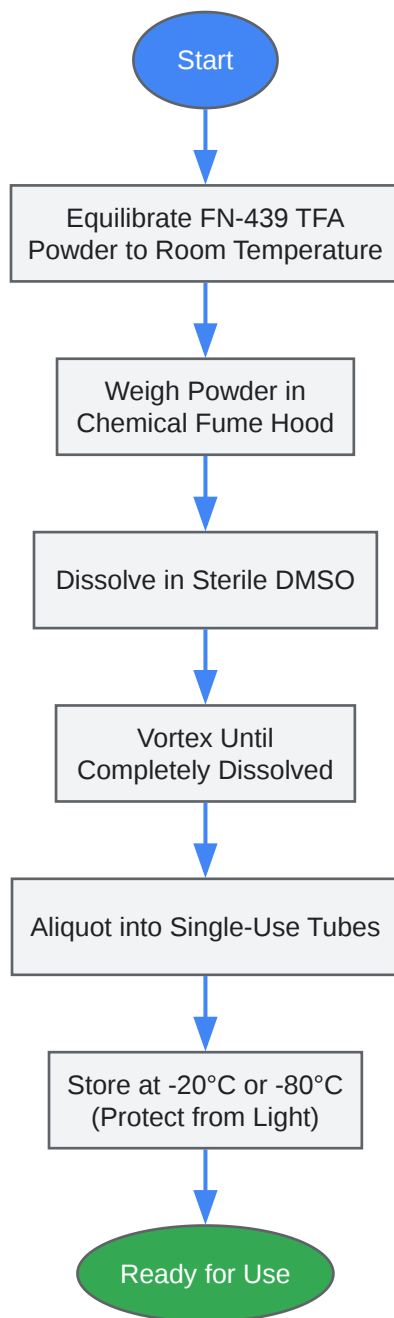 Start
Equilibrate FN-439 TFA
Powder to Room Temperature
Weigh Powder in
Chemical Fume Hood
Dissolve in Sterile DMSO
Vortex Until
Completely Dissolved
Aliquot into Single-Use Tubes
Store at -20°C or -80°C
(Protect from Light)
Ready for Use